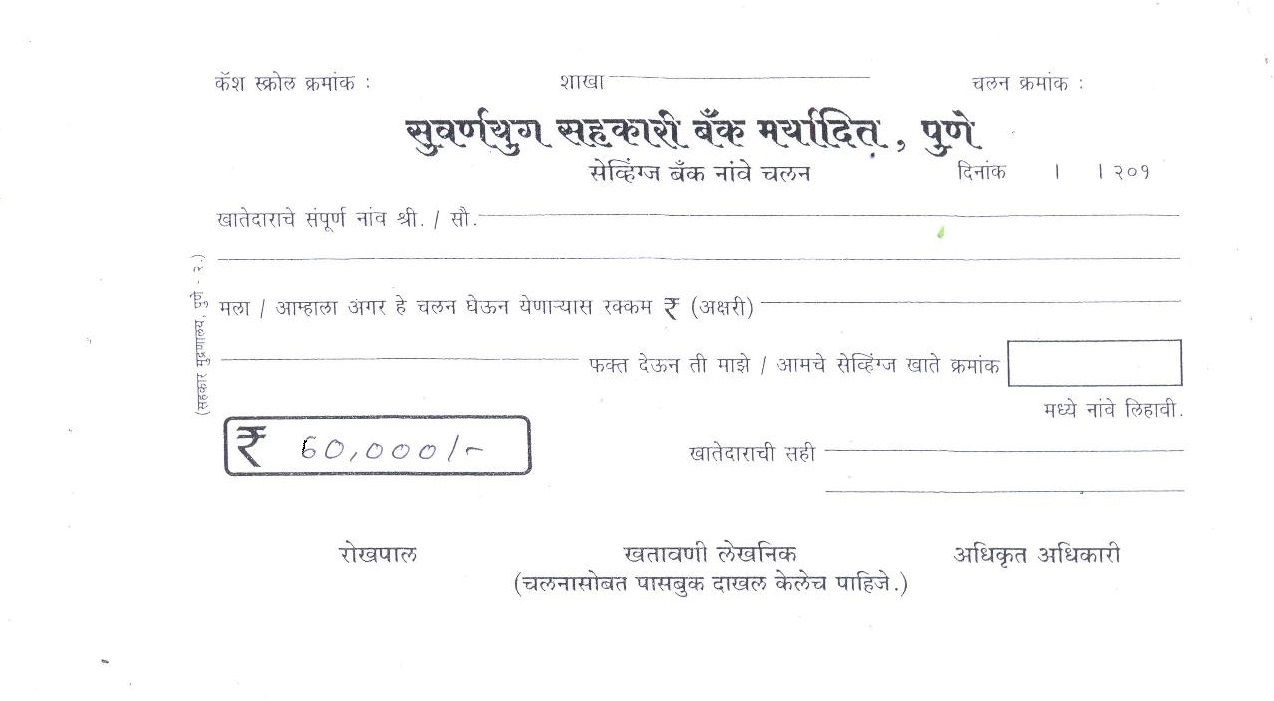 कॅश स्क्रोल क्रमांक : शाखा चलन क्रमांक :
सुवर्णयुग सहकारी बँक मर्यादित, पुणे
सेव्हिंग्ज बँक नांवे चलन दिनांक । । २०१
खातेदाराचे संपूर्ण नांव श्री. / सौ.
मला / आम्हाला अगर हे चलन घेऊन येणाऱ्यास रक्कम ₹ (अक्षरी)
फक्त देऊन ती माझे / आमचे सेव्हिंग्ज खाते क्रमांक
मध्ये नांवे लिहावी.
₹ 60,000/- खातेदाराची सही
रोखपाल खतावणी लेखनिक अधिकृत अधिकारी
(चलनासोबत पासबुक दाखल केलेच पाहिजे.)
(सहकार मुद्रणालय, पुणे - २.)